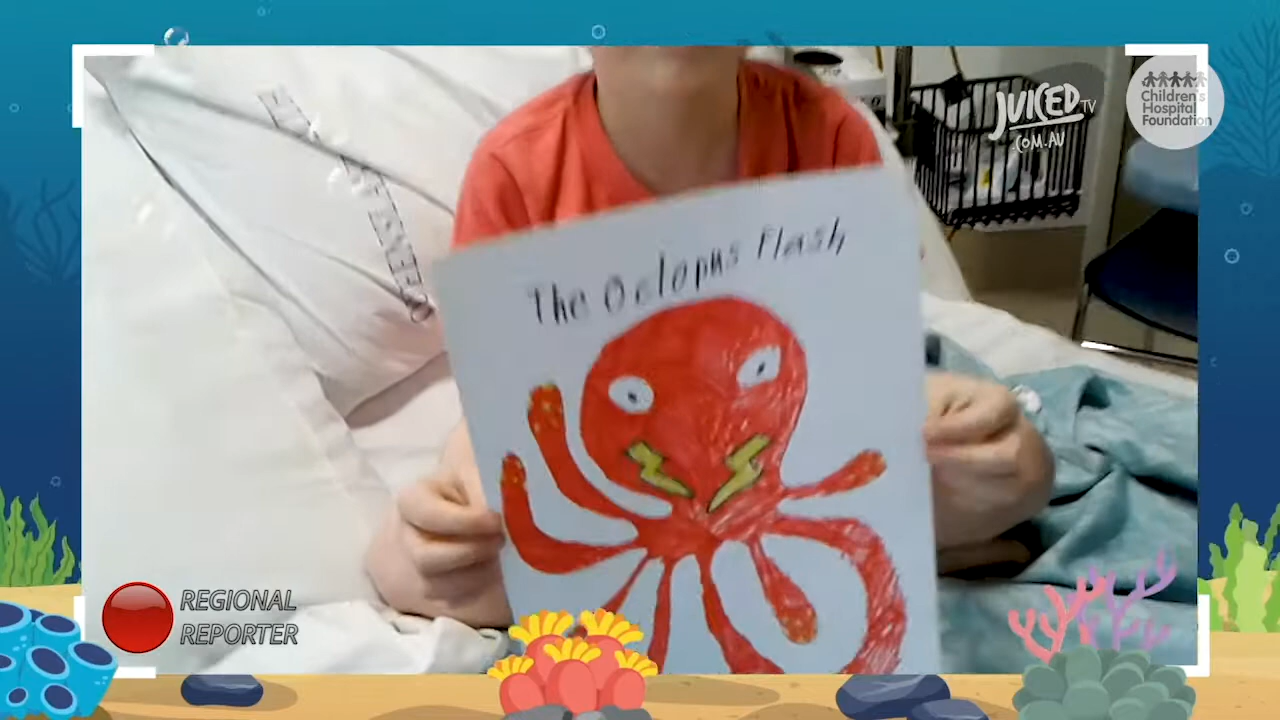 JUICED TV
.COM.AU
Children's
Hospital
Foundation
The Octopus Flash
REGIONAL
REPORTER